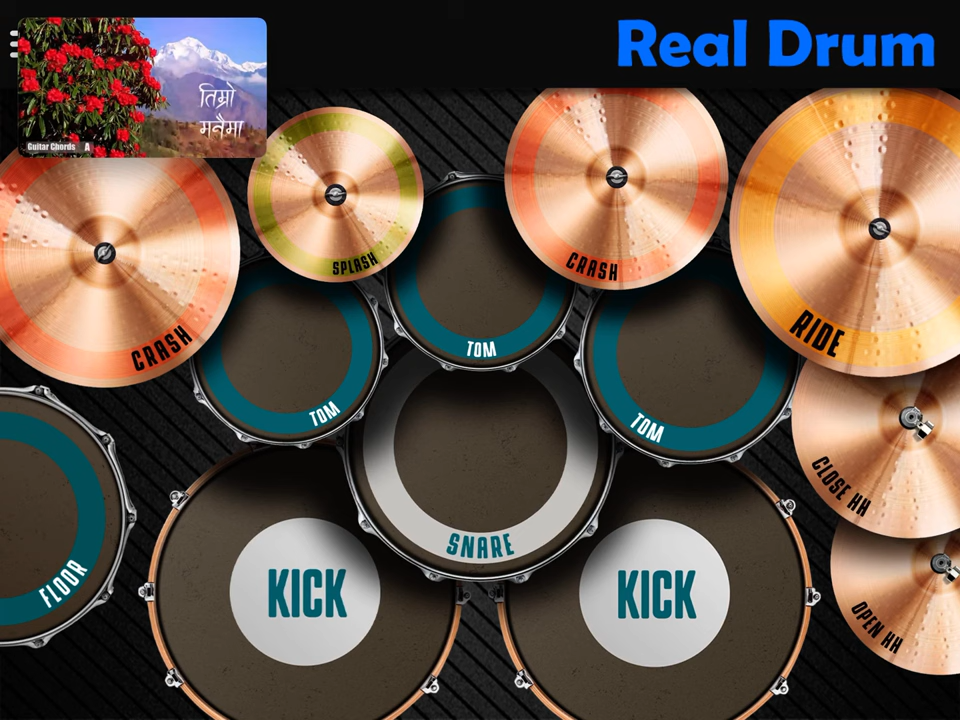 Real Drum
तिम्रो
मनैमा
Guitar Chords A
SPLASH
CRASH
CRASH
RIDE
TOM
TOM
TOM
CLOSE HH
SNARE
FLOOR
KICK
KICK
OPEN HH